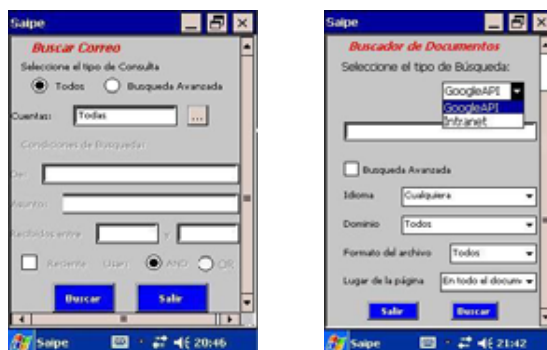 Saipe
Buscar Correo
Seleccione el tipo de Consulta
Todos Busqueda Avanzada
Cuentas: Todas ...
Condiciones de Busqueda:
De:
Asunto:
Recibidos entre y
Reciente Usar: AND OR
Buscar Salir
Saipe 20:46
Saipe
Buscador de Documentos
Seleccione el tipo de Búsqueda:
GoogleAPI
GoogleAPI
Intranet
Busqueda Avanzada
Idioma Cualquiera
Dominio Todos
Formato del archivo Todos
Lugar de la página En todo el docum
Salir Buscar
Saipe 21:42